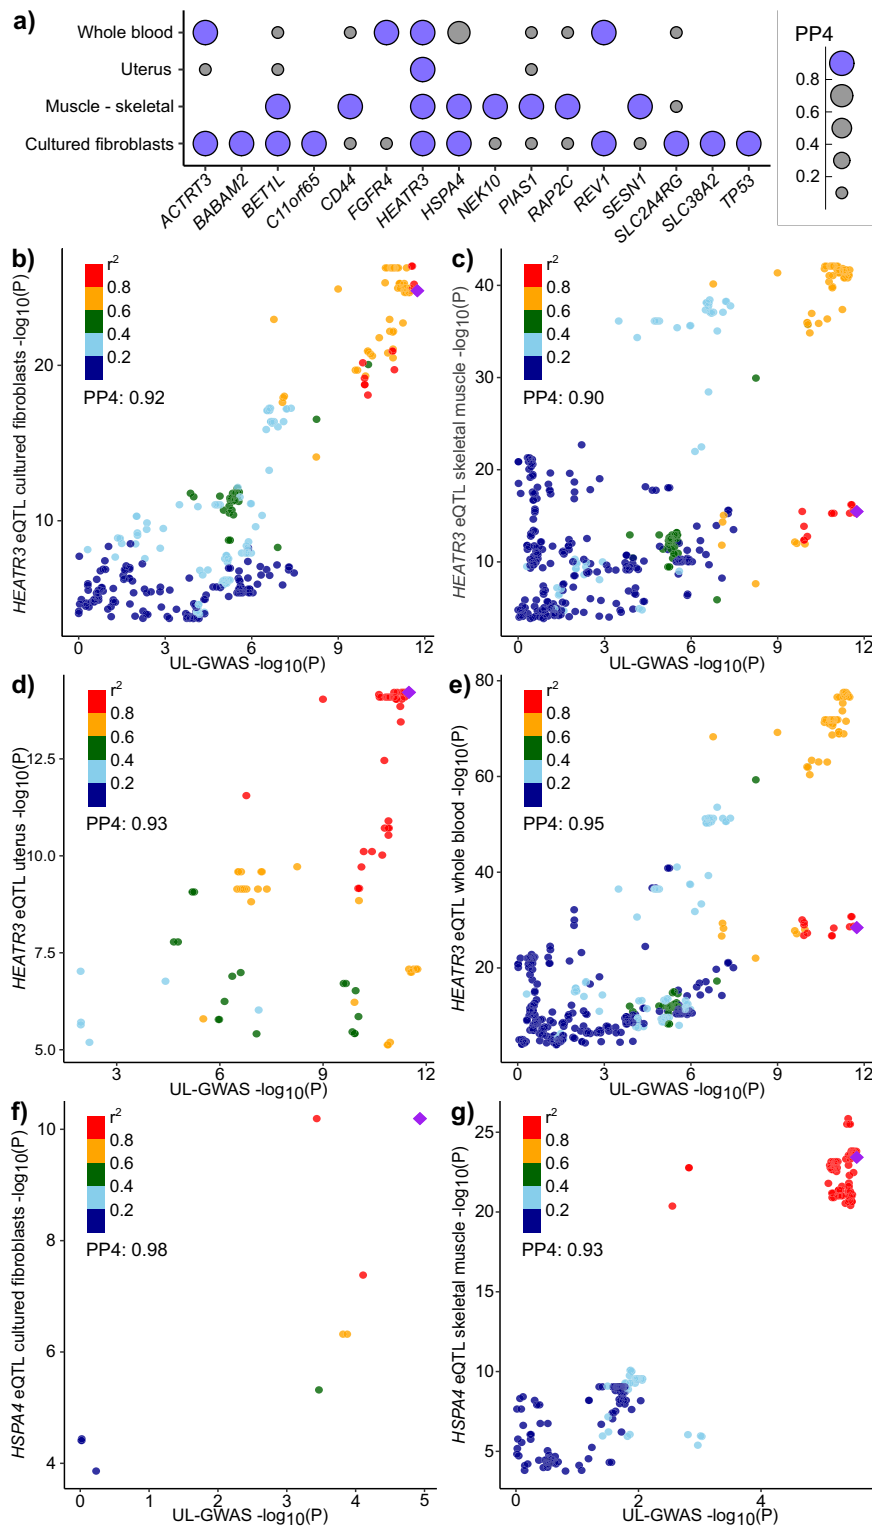 a)
Whole blood
Uterus
Muscle - skeletal
Cultured fibroblasts
ACTRT3
BABAM2
BET1L
C11orf65
CD44
FGFR4
HEATR3
HSPA4
NEK10
PIAS1
RAP2C
REV1
SESN1
SLC2A4RG
SLC38A2
TP53
PP4
0.8
0.6
0.4
0.2
b)
HEATR3 eQTL cultured fibroblasts -log10(P)
20
10
r²
0.8
0.6
0.4
0.2
PP4: 0.92
0 3 6 9 12
UL-GWAS -log10(P)
c)
HEATR3 eQTL skeletal muscle -log10(P)
40
30
20
10
r²
0.8
0.6
0.4
0.2
PP4: 0.90
0 3 6 9 12
UL-GWAS -log10(P)
d)
HEATR3 eQTL uterus -log10(P)
12.5
10.0
7.5
5.0
r²
0.8
0.6
0.4
0.2
PP4: 0.93
3 6 9 12
UL-GWAS -log10(P)
e)
HEATR3 eQTL whole blood -log10(P)
80
60
40
20
r²
0.8
0.6
0.4
0.2
PP4: 0.95
0 3 6 9 12
UL-GWAS -log10(P)
f)
HSPA4 eQTL cultured fibroblasts -log10(P)
10
8
6
4
r²
0.8
0.6
0.4
0.2
PP4: 0.98
0 1 2 3 4 5
UL-GWAS -log10(P)
g)
HSPA4 eQTL skeletal muscle -log10(P)
25
20
15
10
5
r²
0.8
0.6
0.4
0.2
PP4: 0.93
0 2 4
UL-GWAS -log10(P)